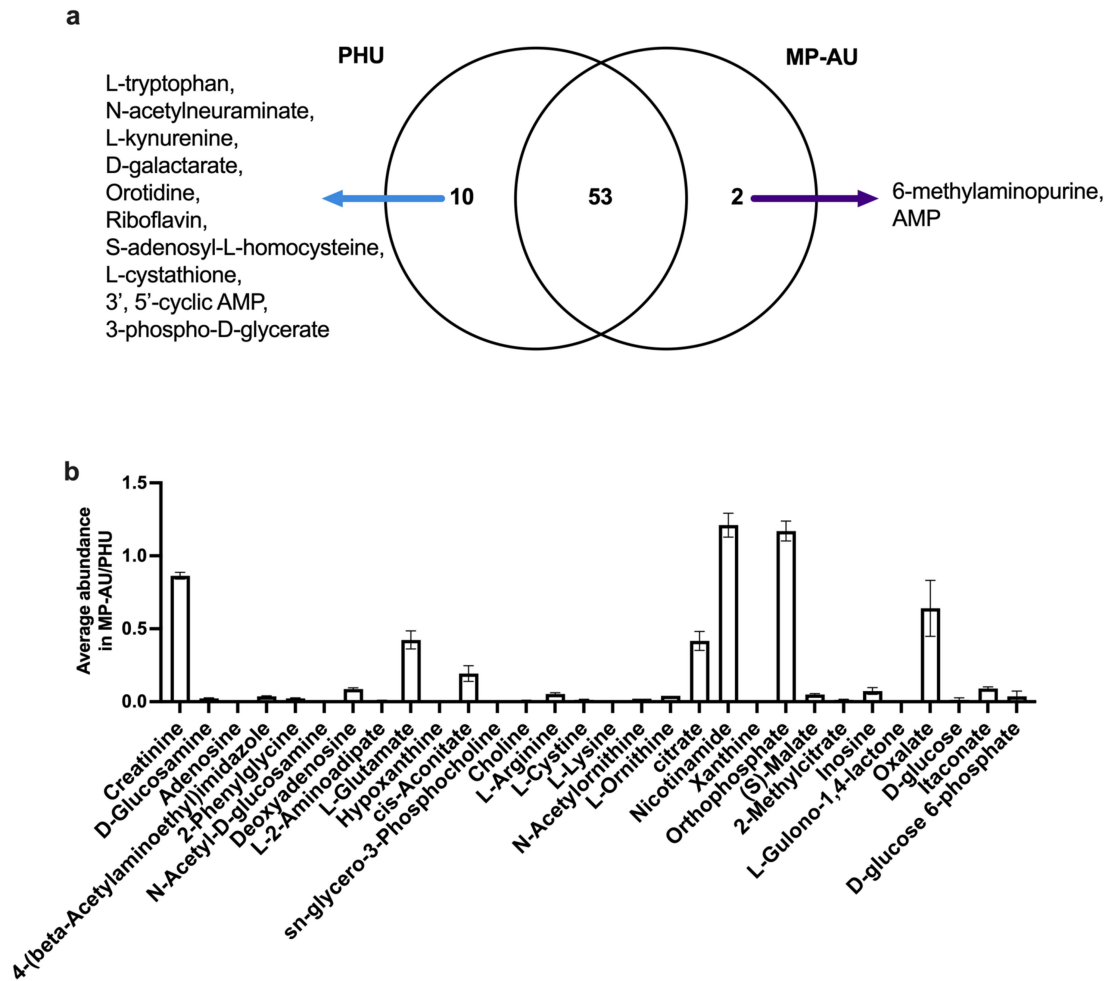 a
PHU
MP-AU
L-tryptophan,
N-acetylneuraminate,
L-kynurenine,
D-galactarate,
Orotidine,
Riboflavin,
S-adenosyl-L-homocysteine,
L-cystathione,
3’, 5’-cyclic AMP,
3-phospho-D-glycerate
10
53
2
6-methylaminopurine,
AMP
b
Average abundance
in MP-AU/PHU
1.5
1.0
0.5
0.0
Creatinine
D-Glucosamine
Adenosine
4-(beta-Acetylaminoethyl)imidazole
2-Phenylglycine
N-Acetyl-D-glucosamine
Deoxyadenosine
L-2-Aminoadipate
L-Glutamate
Hypoxanthine
cis-Aconitate
sn-glycero-3-Phosphocholine
Choline
L-Arginine
L-Cystine
L-Lysine
N-Acetylornithine
L-Ornithine
citrate
Nicotinamide
Xanthine
Orthophosphate
(S)-Malate
2-Methylcitrate
Inosine
L-Gulono-1,4-lactone
Oxalate
D-glucose
Itaconate
D-glucose 6-phosphate